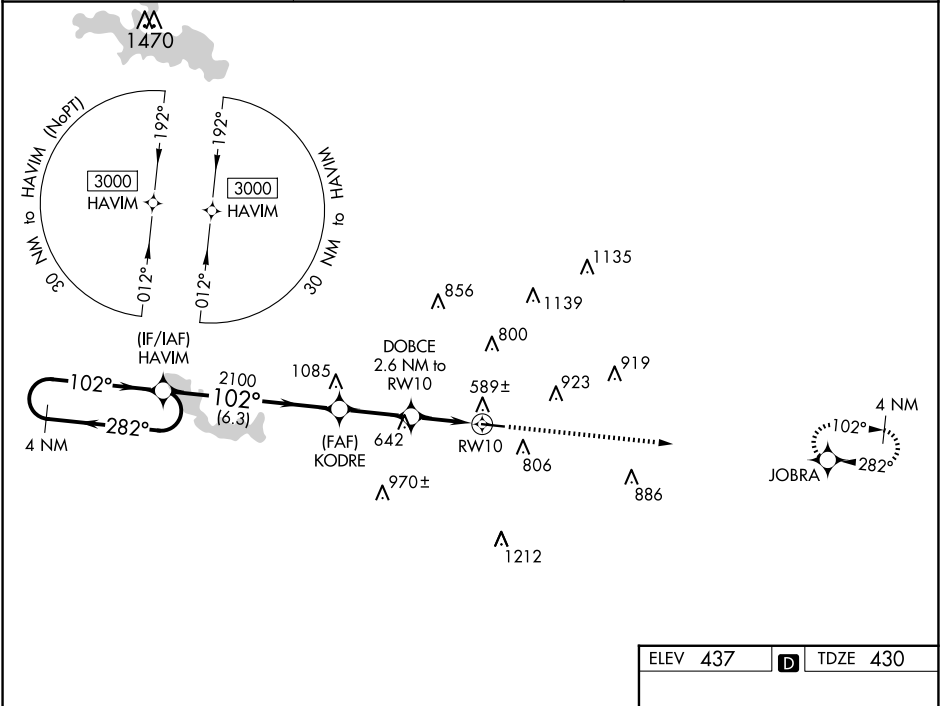 1470
30 NM to HAVIM (NoPT)
192°
3000
HAVIM
012°
192°
3000
HAVIM
012°
30 NM to HAVIM
1135
1139
856
800
919
923
589±
(IF/IAF)
HAVIM
102°
282°
4 NM
2100
102°
(6.3)
1085
(FAF)
KODRE
DOBCE
2.6 NM to
RW10
642
RW10
806
970±
886
1212
4 NM
102°
282°
JOBRA
ELEV 437 D TDZE 430